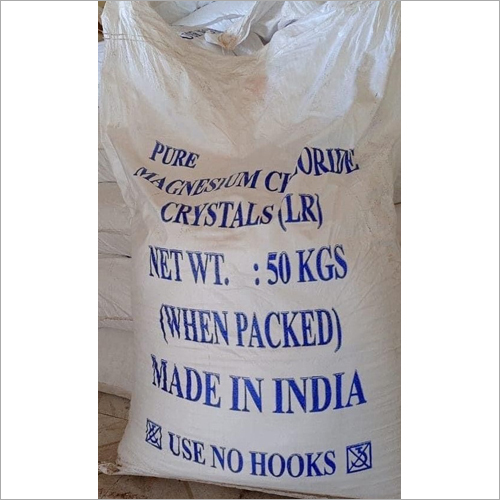 PURE
MAGNESIUM
CRYSTALS (LR)
NET WT. : 50 KGS
(WHEN PACKED)
MADE IN INDIA
USE NO HOOKS